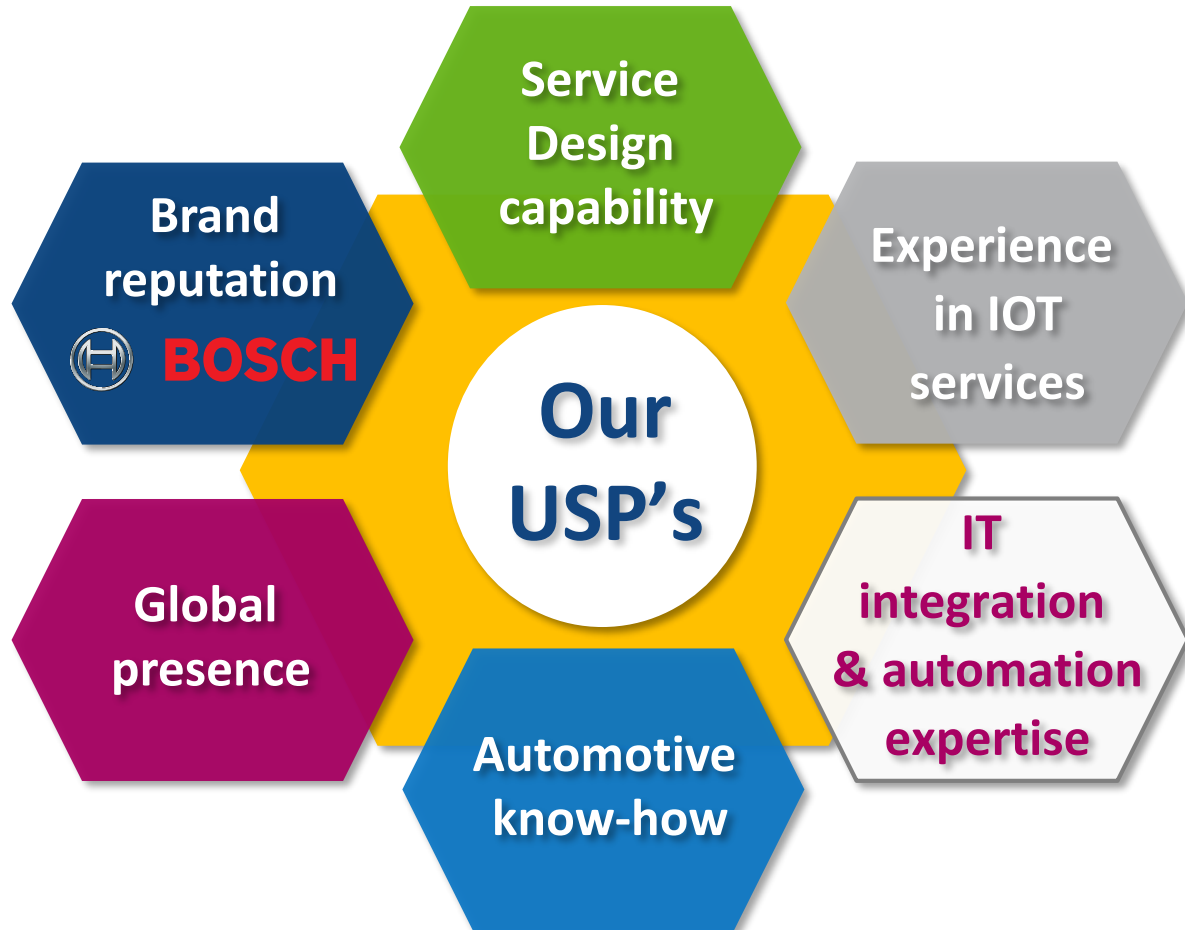 Service
Design
capability
Brand
reputation
BOSCH
Experience
in IOT
services
Our
USP’s
Global
presence
IT
integration
& automation
expertise
Automotive
know-how